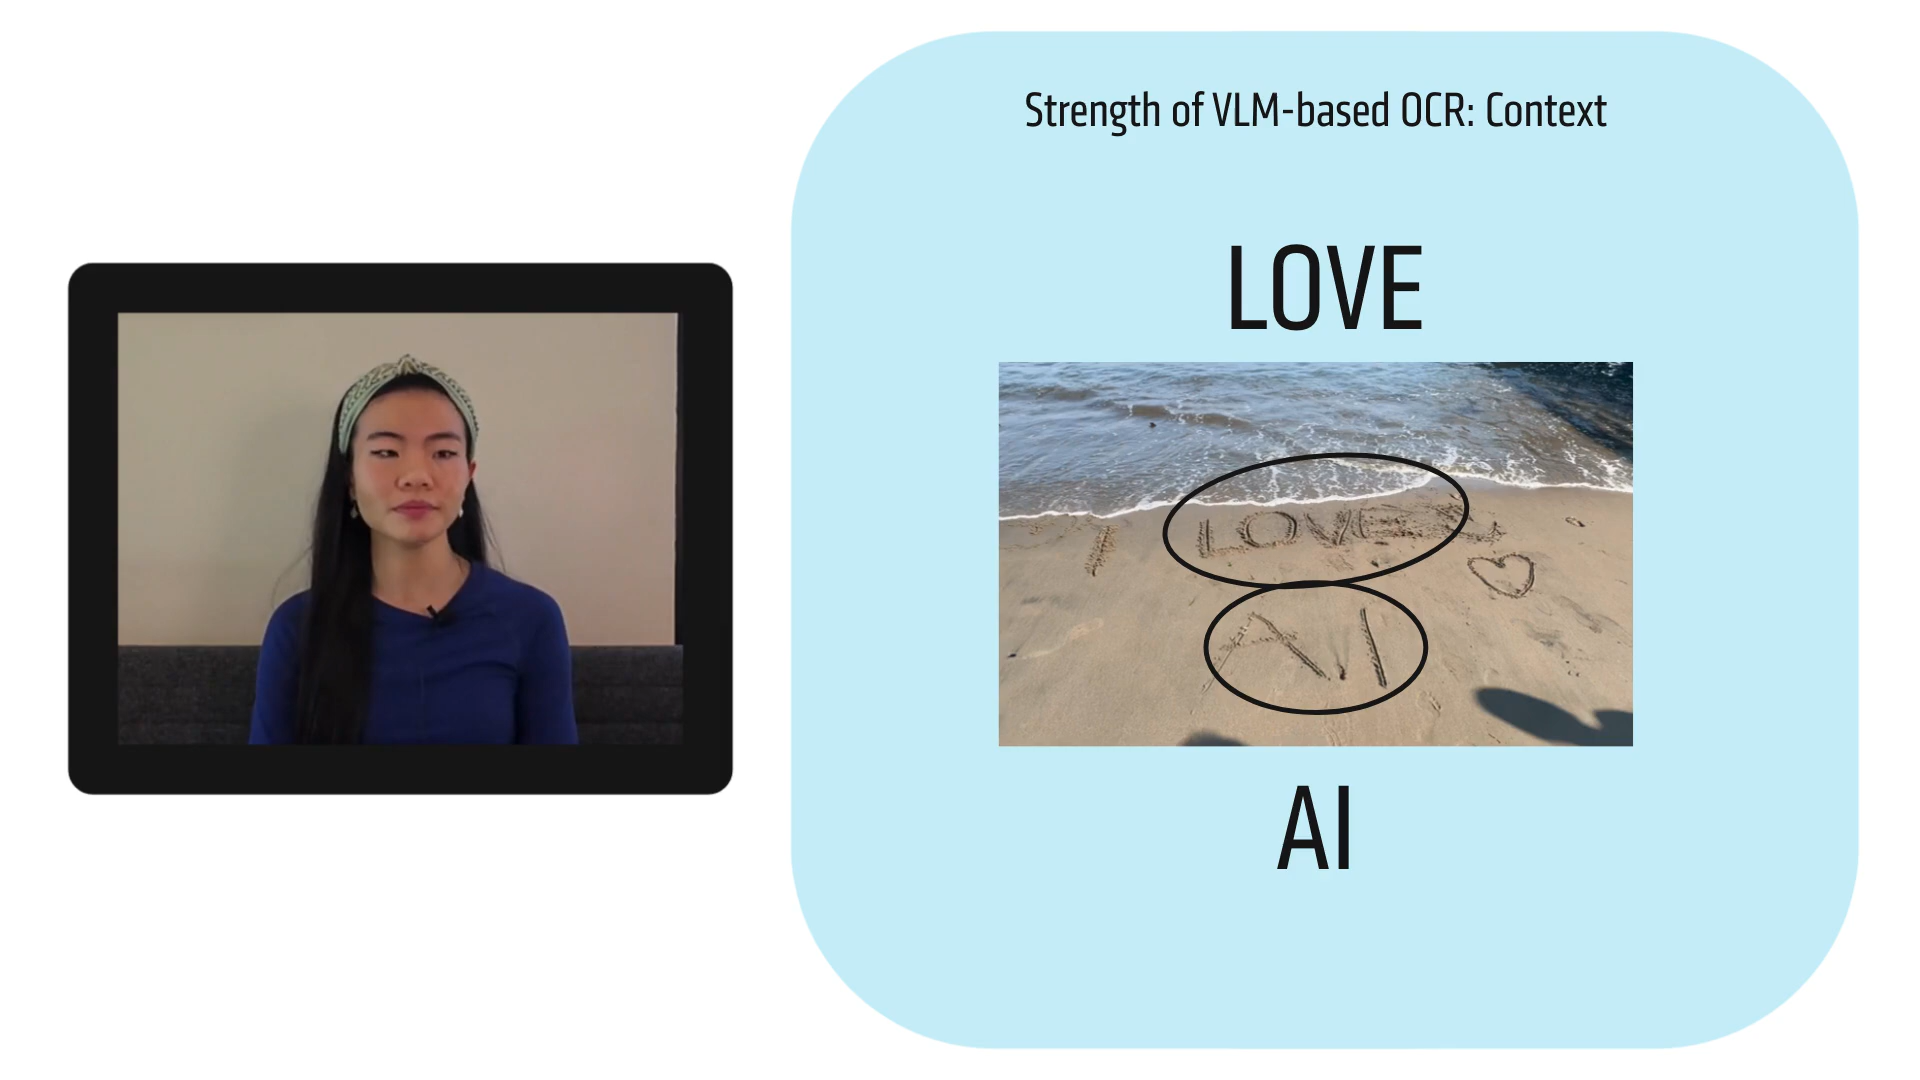 Strength of VLM-based OCR: Context
LOVE
I LOVE
AI
AI